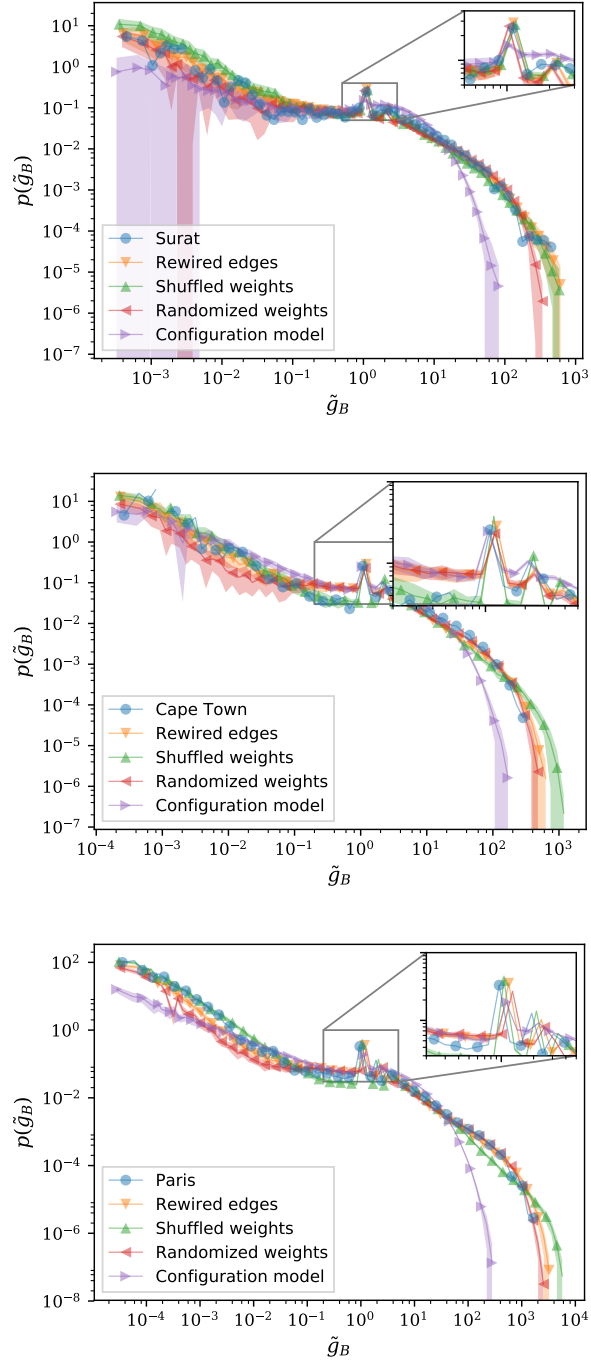 10^1
10^0
10^-1
10^-2
10^-3
10^-4
10^-5
10^-6
10^-7
p(g̃_B)
Surat
Rewired edges
Shuffled weights
Randomized weights
Configuration model
10^-3 10^-2 10^-1 10^0 10^1 10^2 10^3
g̃_B
10^1
10^0
10^-1
10^-2
10^-3
10^-4
10^-5
10^-6
10^-7
p(g̃_B)
Cape Town
Rewired edges
Shuffled weights
Randomized weights
Configuration model
10^-4 10^-3 10^-2 10^-1 10^0 10^1 10^2 10^3
g̃_B
10^2
10^0
10^-2
10^-4
10^-6
10^-8
p(g̃_B)
Paris
Rewired edges
Shuffled weights
Randomized weights
Configuration model
10^-4 10^-3 10^-2 10^-1 10^0 10^1 10^2 10^3 10^4
g̃_B